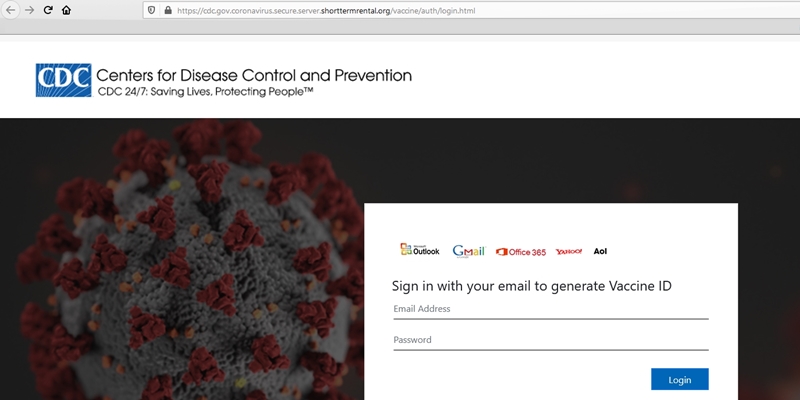 https://cdc.gov.coronavirus.secure.server.shorttermrental.org/vaccine/auth/login.html
CDC Centers for Disease Control and Prevention
CDC 24/7: Saving Lives, Protecting People™
Microsoft Outlook Gmail Office 365 YAHOO! Aol
Sign in with your email to generate Vaccine ID
Email Address
Password
Login